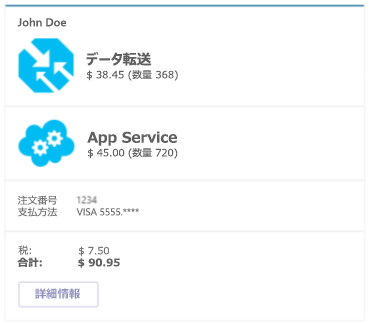 John Doe
データ転送
$ 38.45 (数量 368)
App Service
$ 45.00 (数量 720)
注文番号 1234
支払方法 VISA 5555.****
税: $ 7.50
合計: $ 90.95
詳細情報